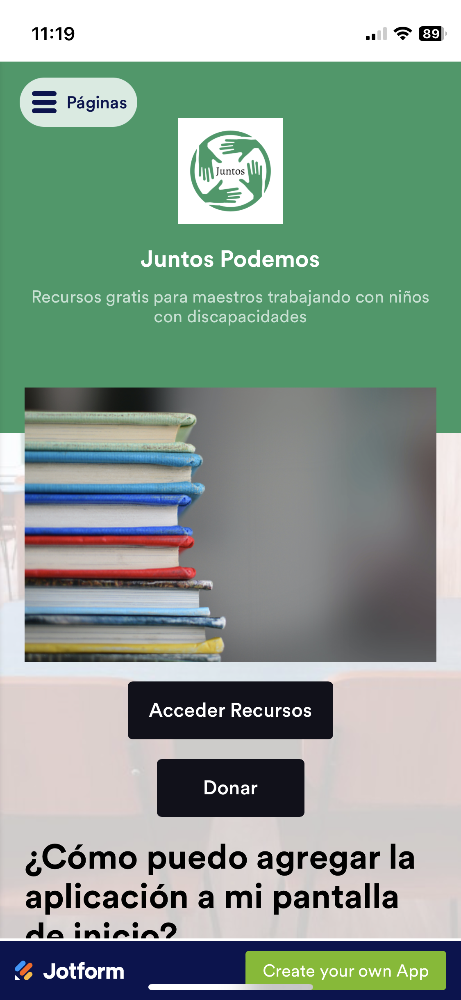 11:19
89
Páginas
Juntos
Juntos Podemos
Recursos gratis para maestros trabajando con niños
con discapacidades
Acceder Recursos
Donar
¿Cómo puedo agregar la
aplicación a mi pantalla
de inicio?
Jotform
Create your own App